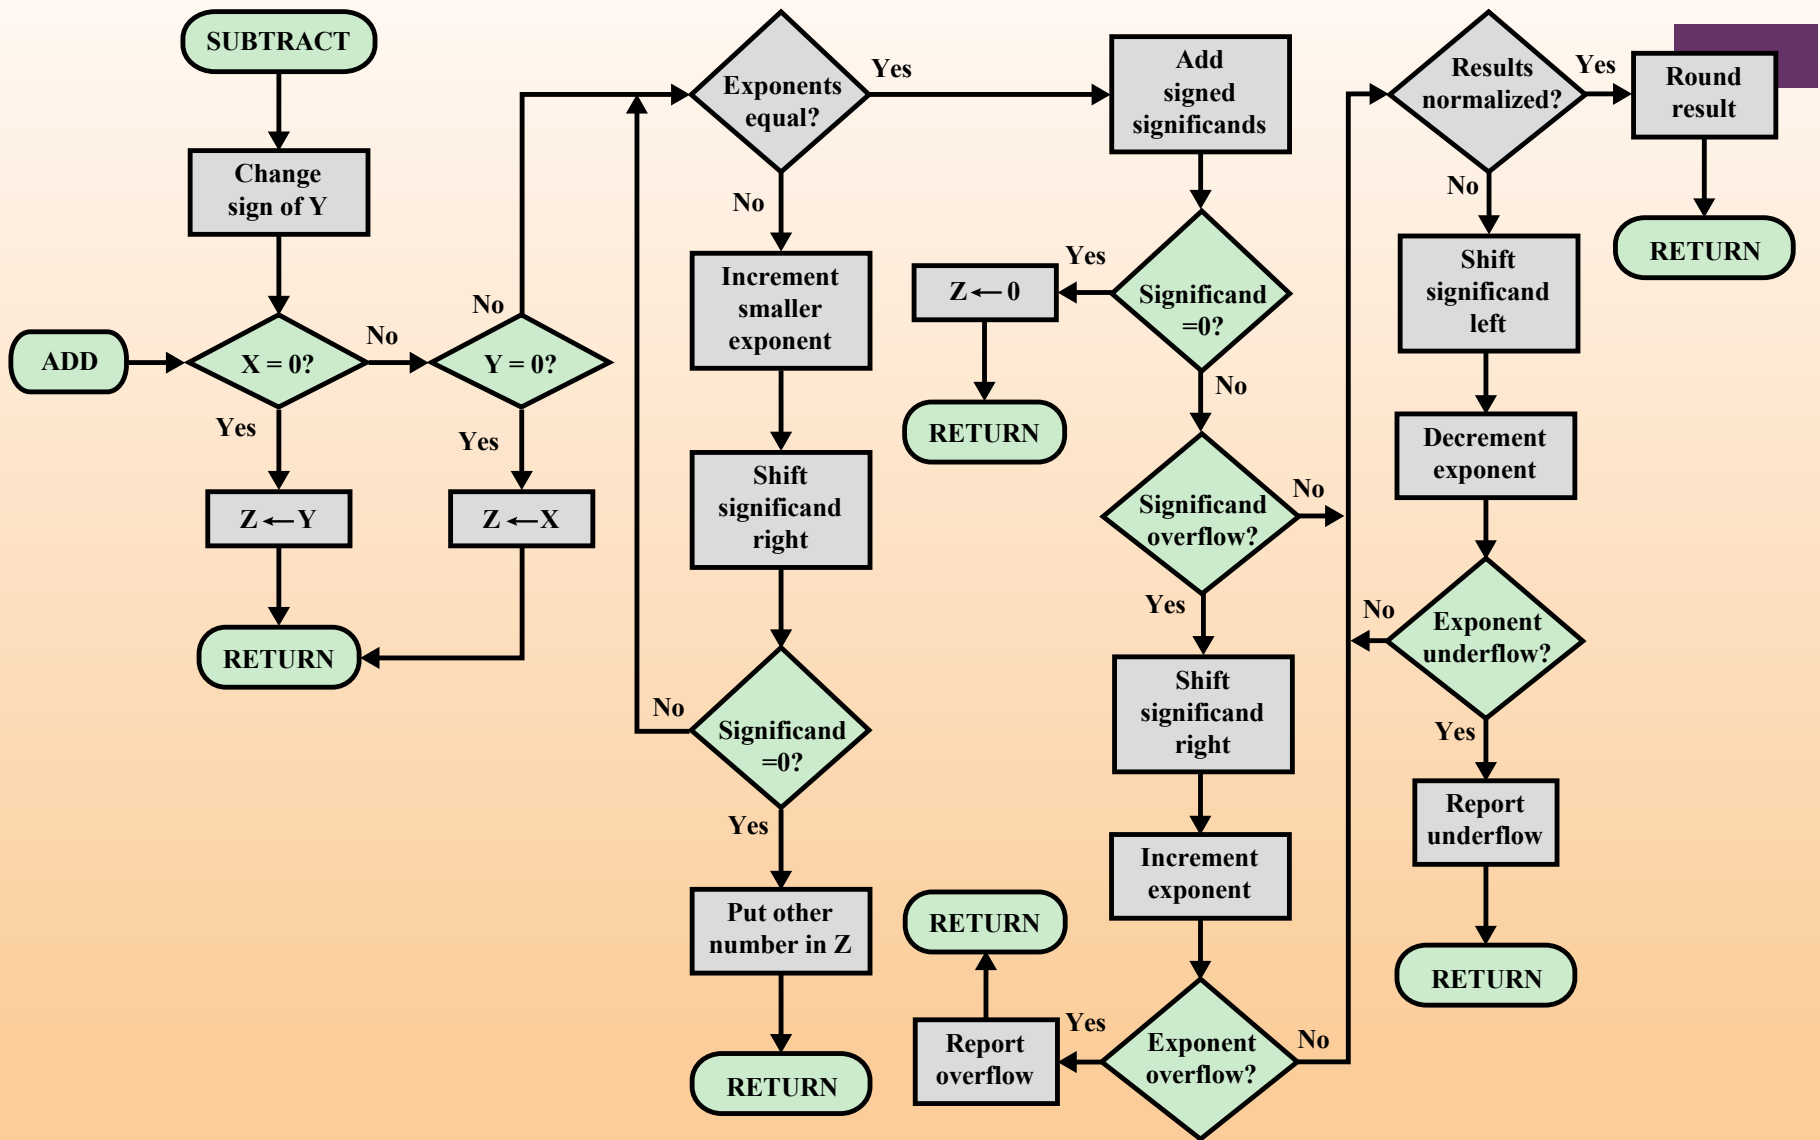 SUBTRACT
Change
sign of Y
ADD
X = 0?
No
Yes
Z ← Y
RETURN
Y = 0?
No
Yes
Z ← X
Exponents
equal?
Yes
No
Increment
smaller
exponent
Shift
significand
right
Significand
=0?
No
Yes
Put other
number in Z
RETURN
Add
signed
significands
Significand
=0?
Yes
Z ← 0
RETURN
No
Significand
overflow?
No
Yes
Shift
significand
right
Increment
exponent
Exponent
overflow?
Yes
Report
overflow
RETURN
No
Results
normalized?
Yes
Round
result
RETURN
No
Shift
significand
left
Decrement
exponent
Exponent
underflow?
No
Yes
Report
underflow
RETURN